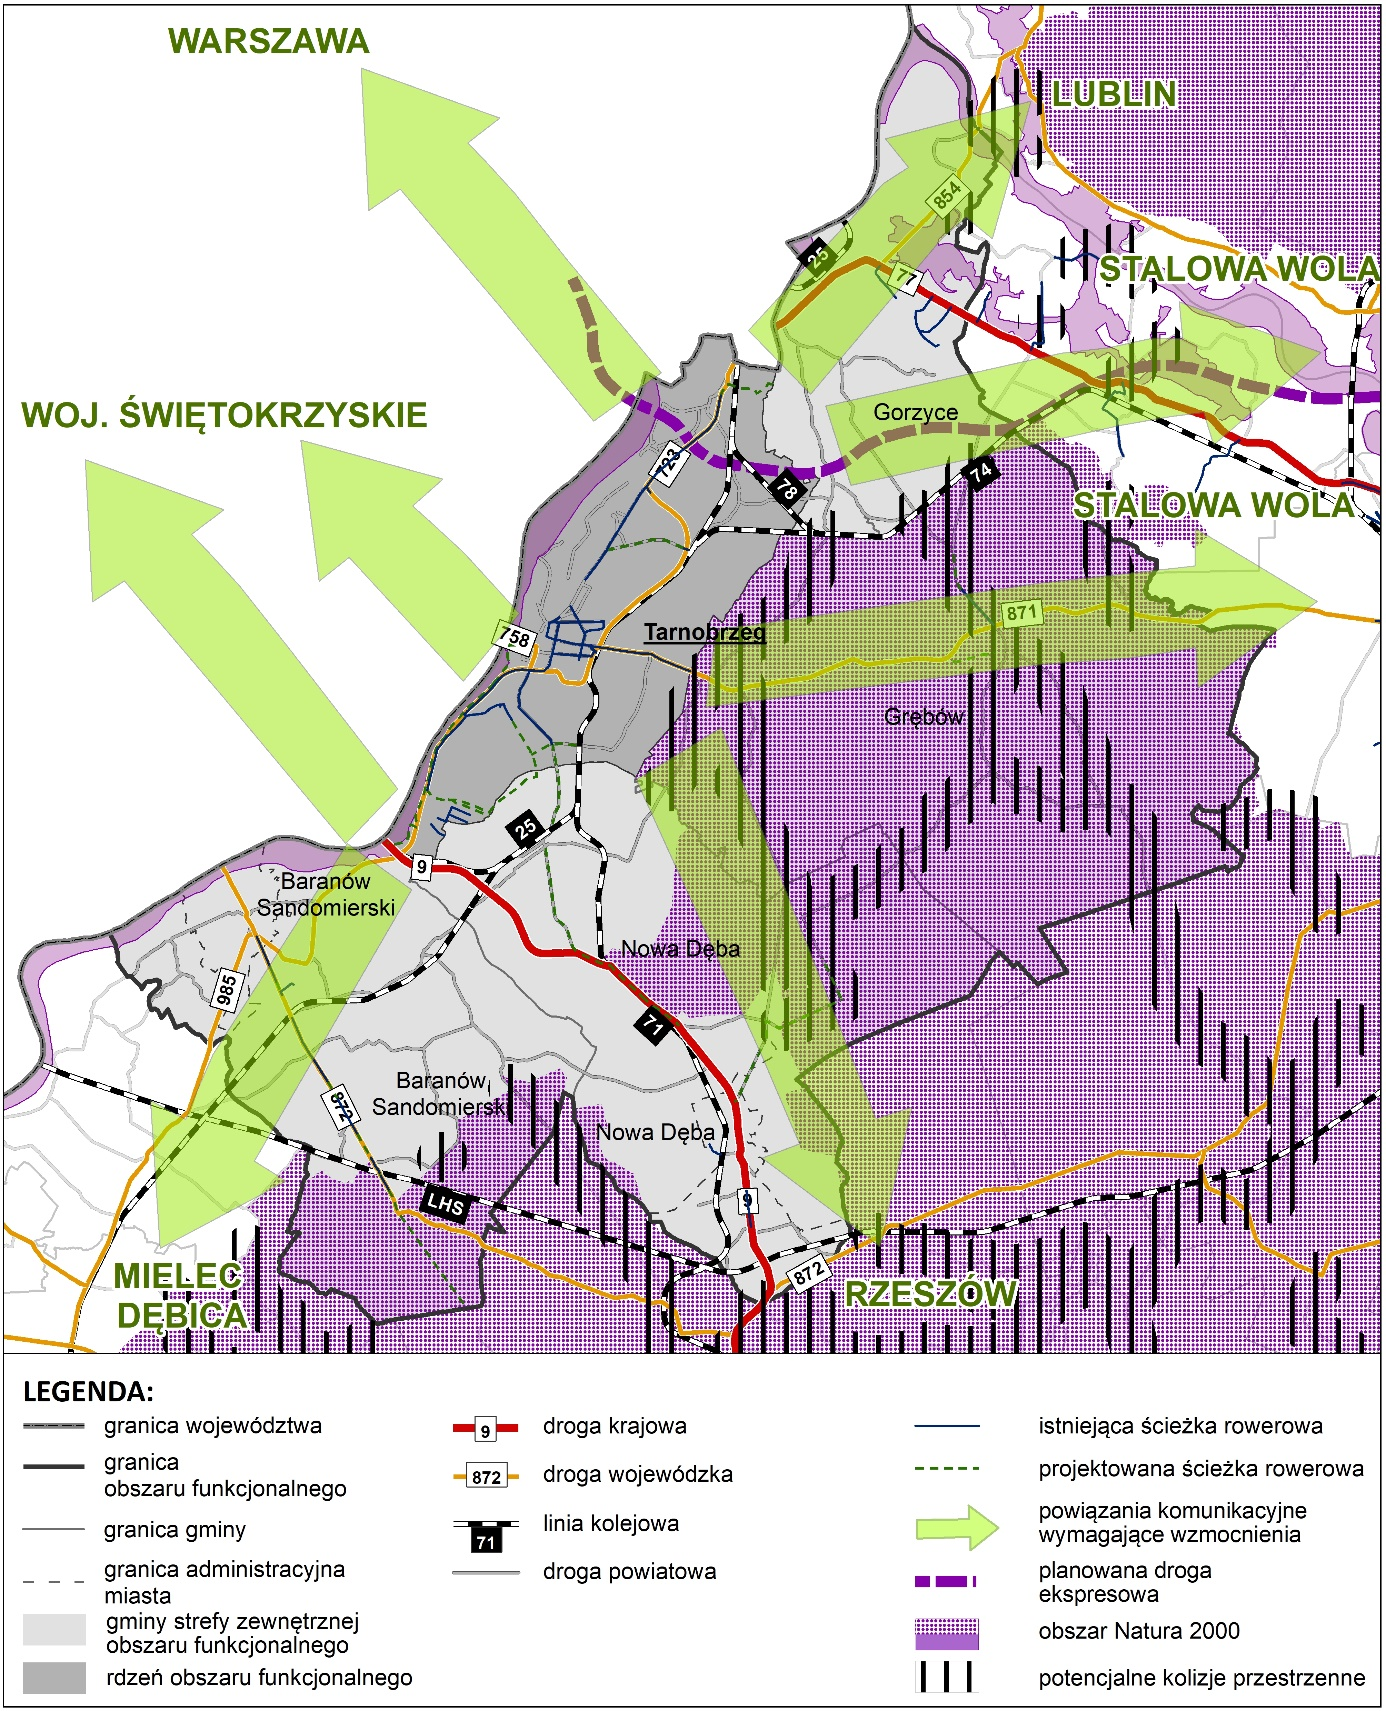 WARSZAWA
LUBLIN
854
25
77
STALOWA WOLA
WOJ. ŚWIĘTOKRZYSKIE
Gorzyce
723
78
74
STALOWA WOLA
871
758
Tarnobrzeg
Grębów
25
9
Baranów
Sandomierski
Nowa Dęba
985
71
872
Baranów
Sandomierski
Nowa Dęba
LHS
9
872
MIELEC
DĘBICA
RZESZÓW
LEGENDA:
granica województwa
granica
obszaru funkcjonalnego
granica gminy
granica administracyjna
miasta
gminy strefy zewnętrznej
obszaru funkcjonalnego
rdzeń obszaru funkcjonalnego
9
droga krajowa
872
droga wojewódzka
71
linia kolejowa
droga powiatowa
istniejąca ścieżka rowerowa
projektowana ścieżka rowerowa
powiązania komunikacyjne
wymagające wzmocnienia
planowana droga
ekspresowa
obszar Natura 2000
potencjalne kolizje przestrzenne